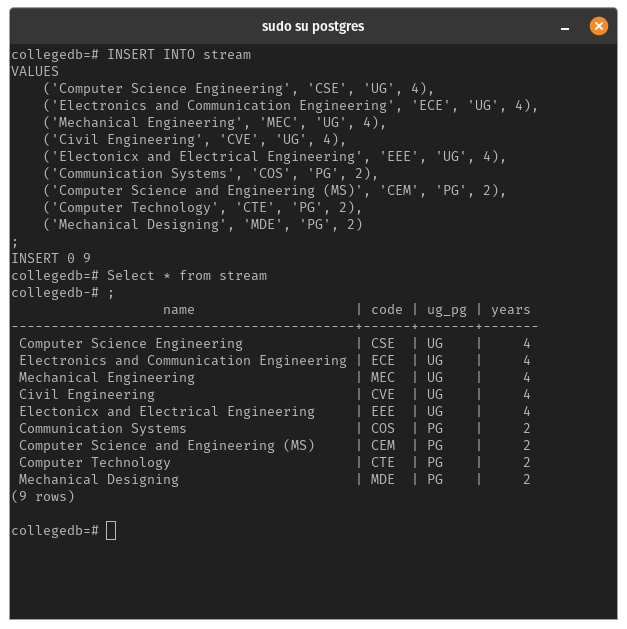 sudo su postgres
collegedb=# INSERT INTO stream
VALUES
    ('Computer Science Engineering', 'CSE', 'UG', 4),
    ('Electronics and Communication Engineering', 'ECE', 'UG', 4),
    ('Mechanical Engineering', 'MEC', 'UG', 4),
    ('Civil Engineering', 'CVE', 'UG', 4),
    ('Electonicx and Electrical Engineering', 'EEE', 'UG', 4),
    ('Communication Systems', 'COS', 'PG', 2),
    ('Computer Science and Engineering (MS)', 'CEM', 'PG', 2),
    ('Computer Technology', 'CTE', 'PG', 2),
    ('Mechanical Designing', 'MDE', 'PG', 2)
;
INSERT 0 9
collegedb=# Select * from stream
collegedb-# ;
                   name                    | code | ug_pg | years
-------------------------------------------+------+-------+-------
 Computer Science Engineering              | CSE  | UG    |     4
 Electronics and Communication Engineering | ECE  | UG    |     4
 Mechanical Engineering                    | MEC  | UG    |     4
 Civil Engineering                         | CVE  | UG    |     4
 Electonicx and Electrical Engineering     | EEE  | UG    |     4
 Communication Systems                     | COS  | PG    |     2
 Computer Science and Engineering (MS)     | CEM  | PG    |     2
 Computer Technology                       | CTE  | PG    |     2
 Mechanical Designing                      | MDE  | PG    |     2
(9 rows)

collegedb=#